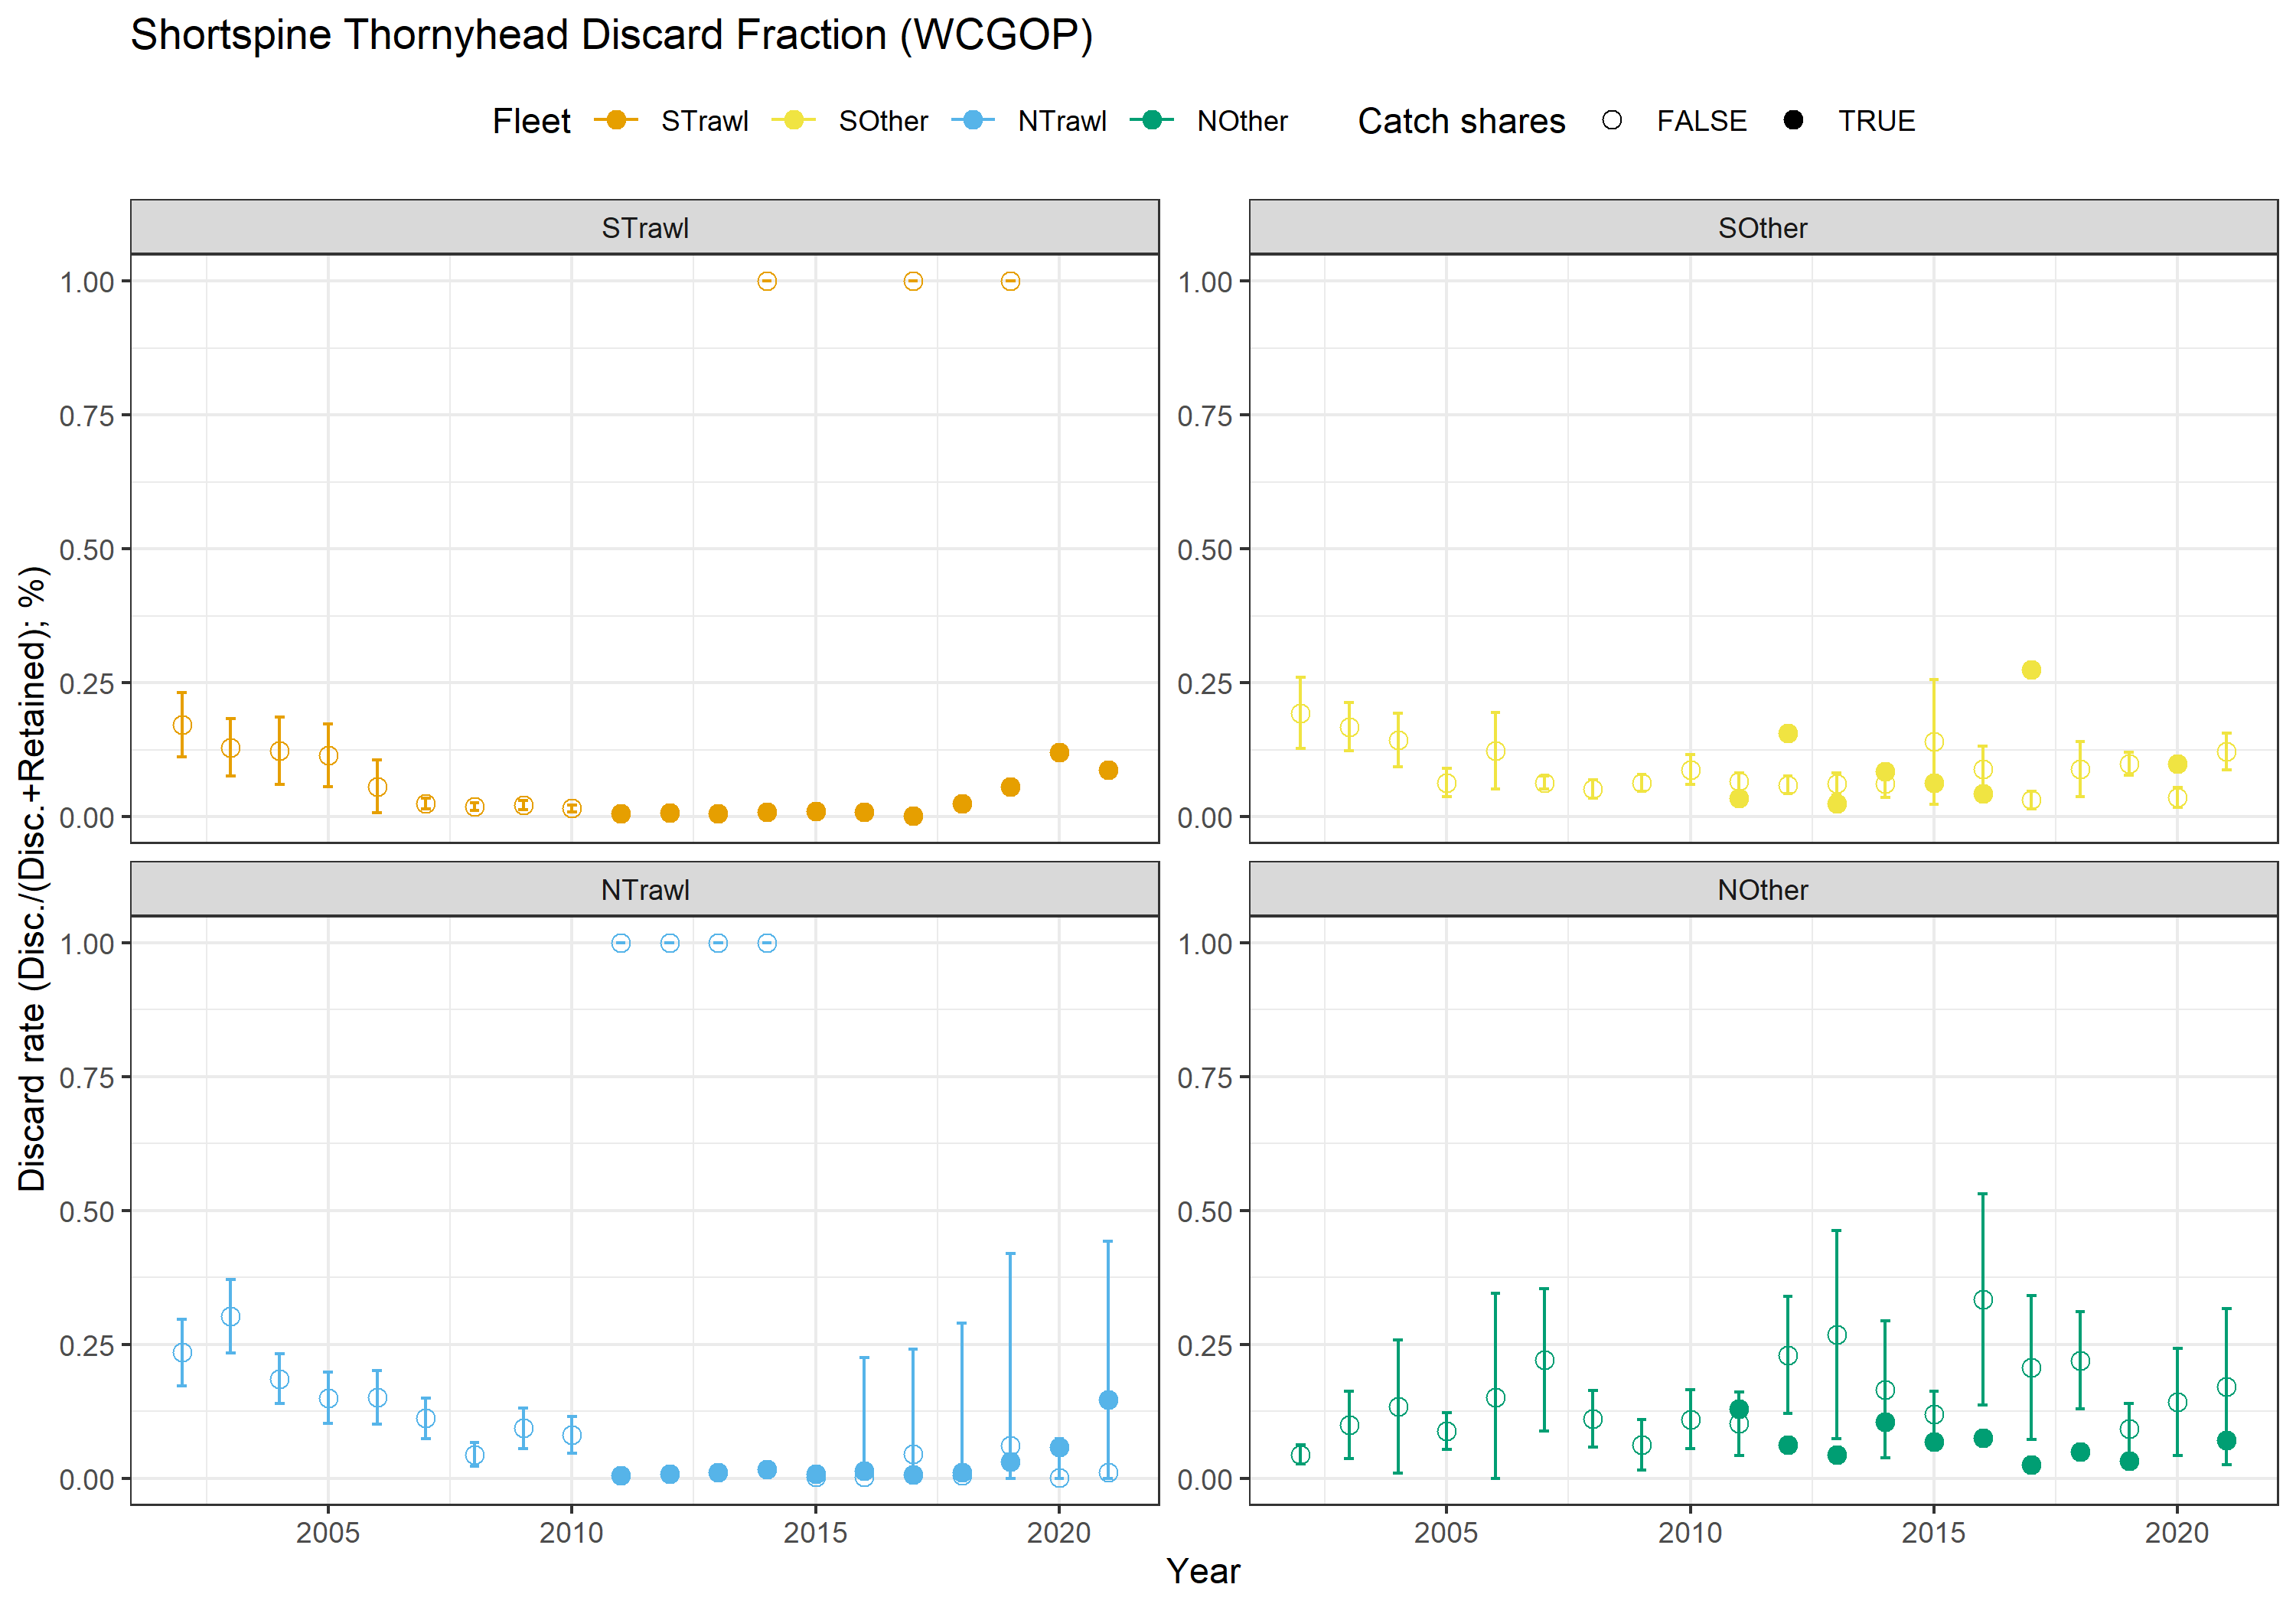 Shortspine Thornyhead Discard Fraction (WCGOP)
Fleet STrawl SOther NTrawl NOther Catch shares FALSE TRUE
STrawl SOther
1.00 1.00
0.75 0.75
0.50 0.50
0.25 0.25
0.00 0.00
Discard rate (Disc./(Disc.+Retained); %)
NTrawl NOther
1.00 1.00
0.75 0.75
0.50 0.50
0.25 0.25
0.00 0.00
2005 2010 2015 2020 2005 2010 2015 2020
Year